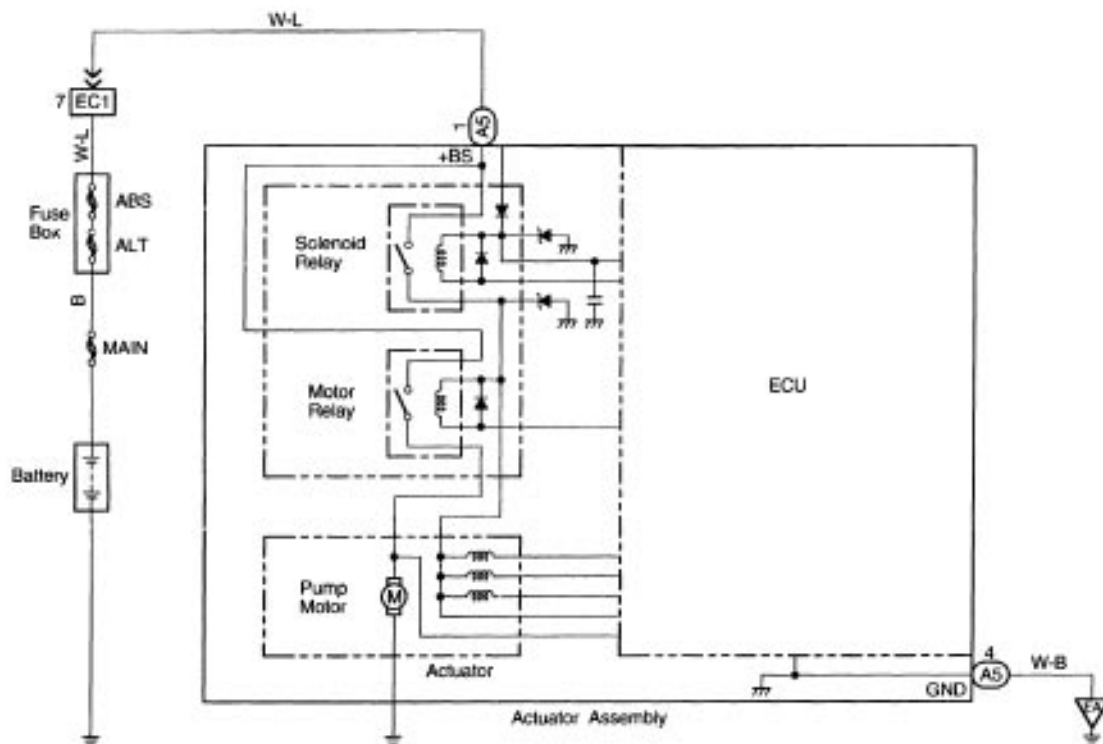 W-L
7 EC1
W-L
1
A5
+BS
Fuse
Box
ABS
ALT
B
MAIN
Battery
Solenoid
Relay
Motor
Relay
ECU
Pump
Motor
M
Actuator
4
A5
W-B
GND
EA
Actuator Assembly